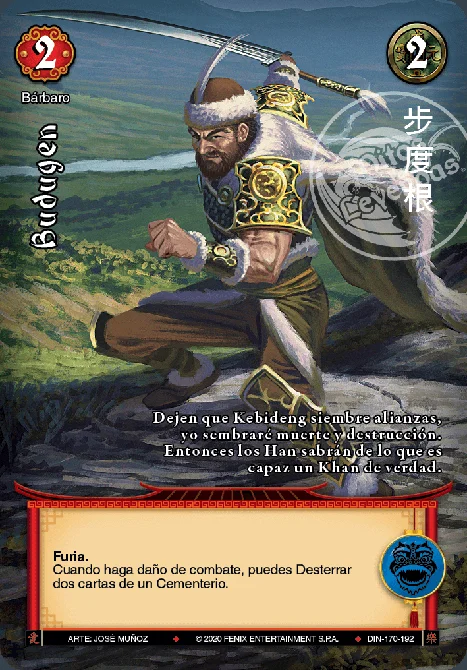 2
2
Bárbaro
Budugen
步度根
Mitos
Leyendas
Dejen que Kebideng siembre alianzas,
yo sembraré muerte y destrucción.
Entonces los Han sabrán de lo que es
capaz un Khan de verdad.
Furia.
Cuando haga daño de combate, puedes Desterrar
dos cartas de un Cementerio.
ARTE: JOSÉ MUÑOZ ♦ © 2020 FENIX ENTERTAINMENT S.P.A. ♦ DIN-170-192